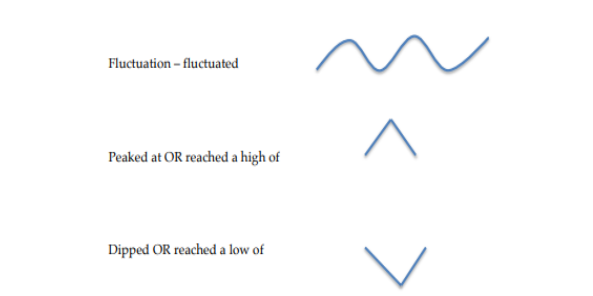 Fluctuation – fluctuated
Peaked at OR reached a high of
Dipped OR reached a low of